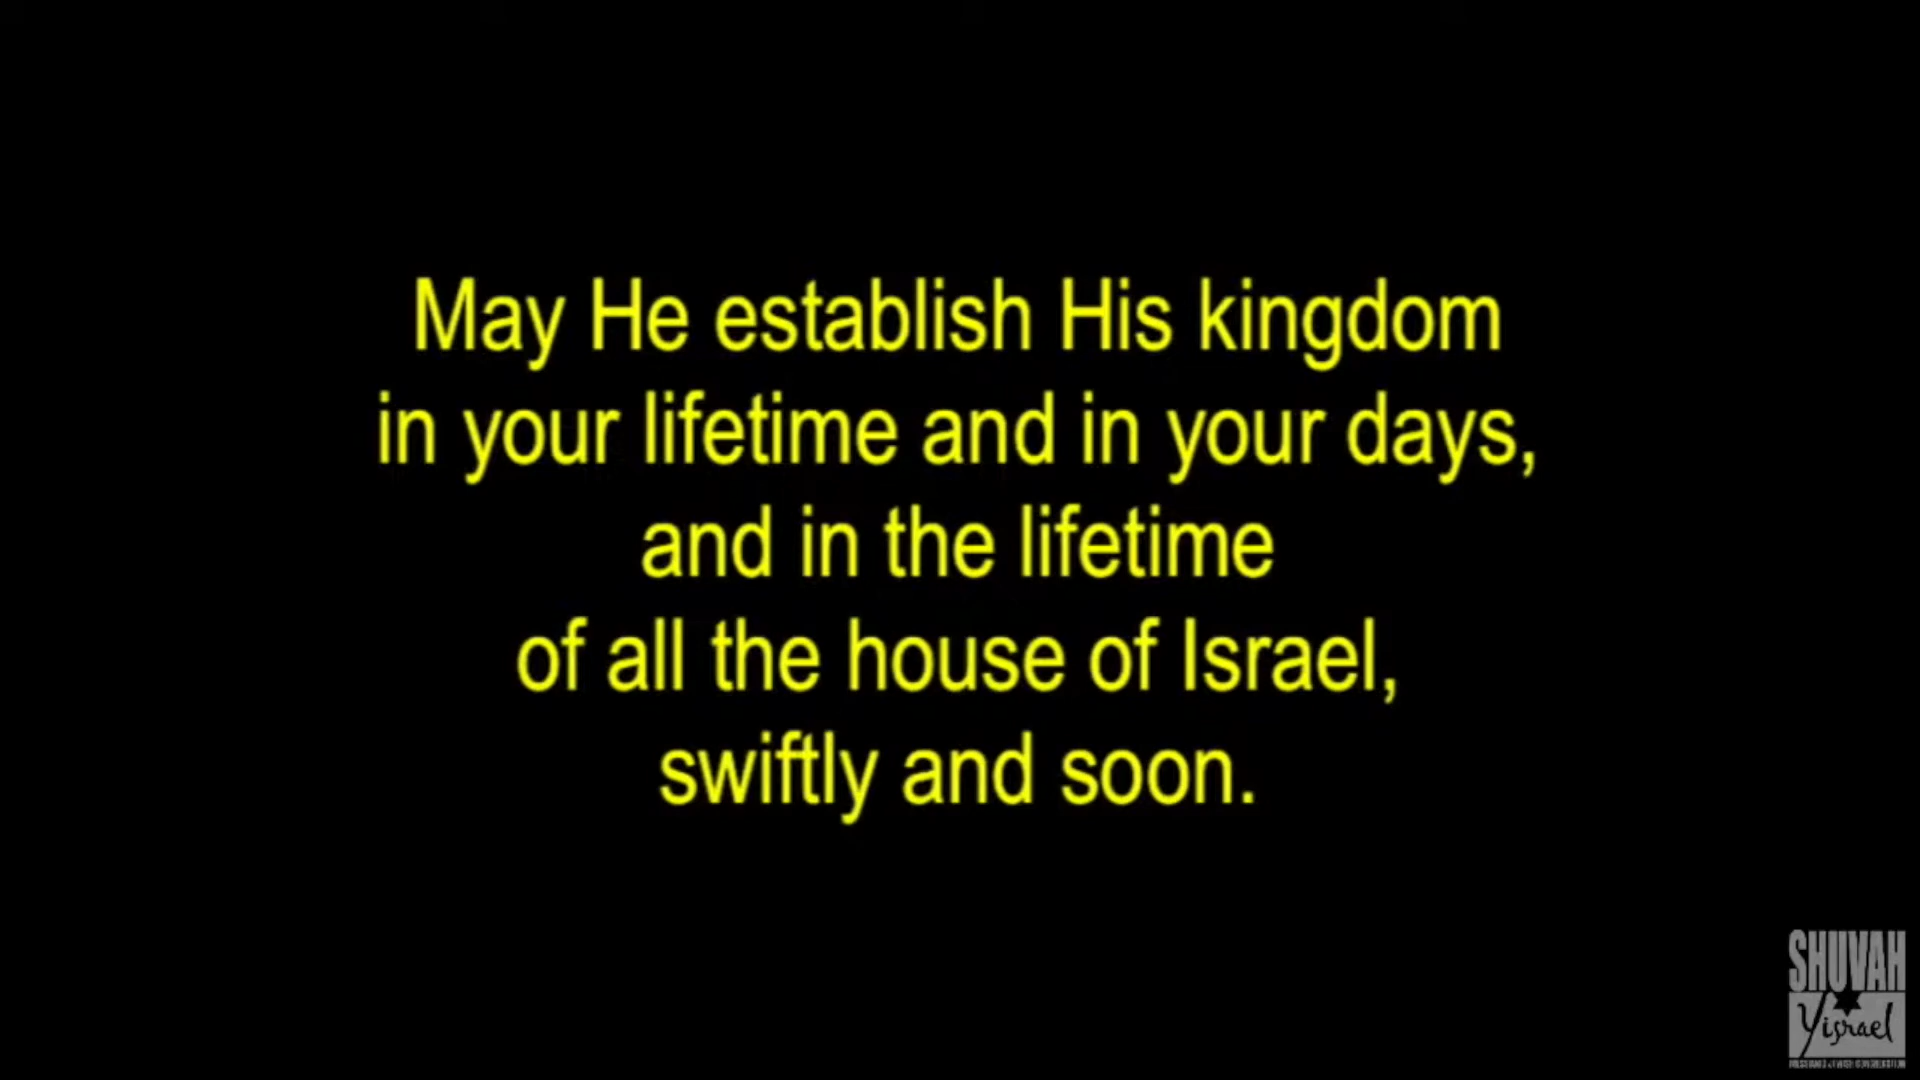 May He establish His kingdom
in your lifetime and in your days,
and in the lifetime
of all the house of Israel,
swiftly and soon.
SHUVAH
Yisrael